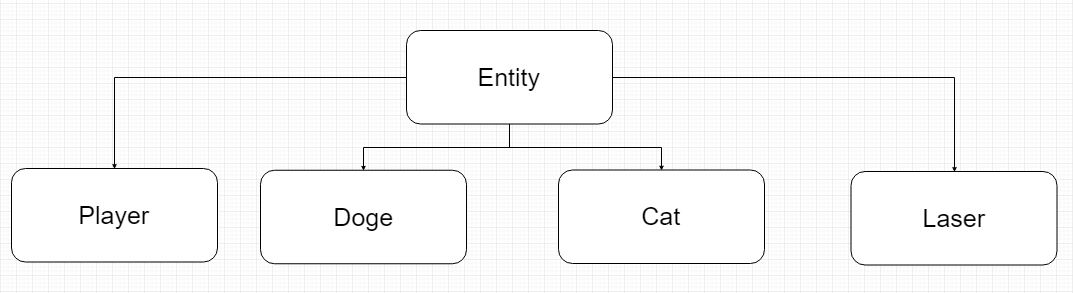 Entity
Player
Doge
Cat
Laser